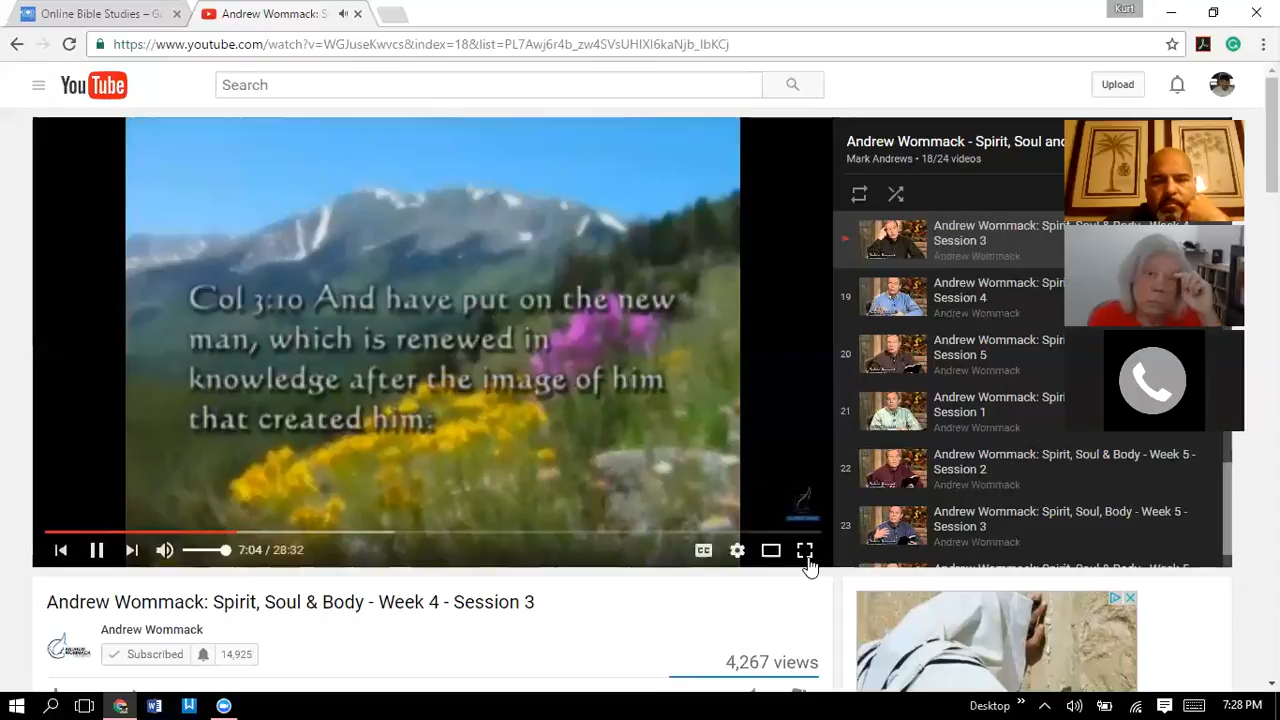 Online Bible Studies – Go
Andrew Wommack: S
Kurt
https://www.youtube.com/watch?v=WGJuseKwvcs&index=18&list=PL7Awj6r4b_zw4SVsUHIXI6kaNjb_IbKCj
YouTube
Search
Upload
Andrew Wommack - Spirit, Soul and
Mark Andrews • 18/24 videos
Andrew Wommack: Spirit, Soul & Body - Week 4 -
Session 3
Andrew Wommack
19
Andrew Wommack: Spiri
Session 4
Andrew Wommack
20
Andrew Wommack: Spiri
Session 5
Andrew Wommack
21
Andrew Wommack: Spiri
Session 1
Andrew Wommack
22
Andrew Wommack: Spirit, Soul & Body - Week 5 -
Session 2
Andrew Wommack
23
Andrew Wommack: Spirit, Soul, Body - Week 5 -
Session 3
Andrew Wommack
Col 3:10 And have put on the new
man, which is renewed in
knowledge after the image of him
that created him:
7:04 / 28:32
CC
Andrew Wommack: Spirit, Soul & Body - Week 4 - Session 3
Andrew Wommack
Subscribed
14,925
4,267 views
Desktop
7:28 PM